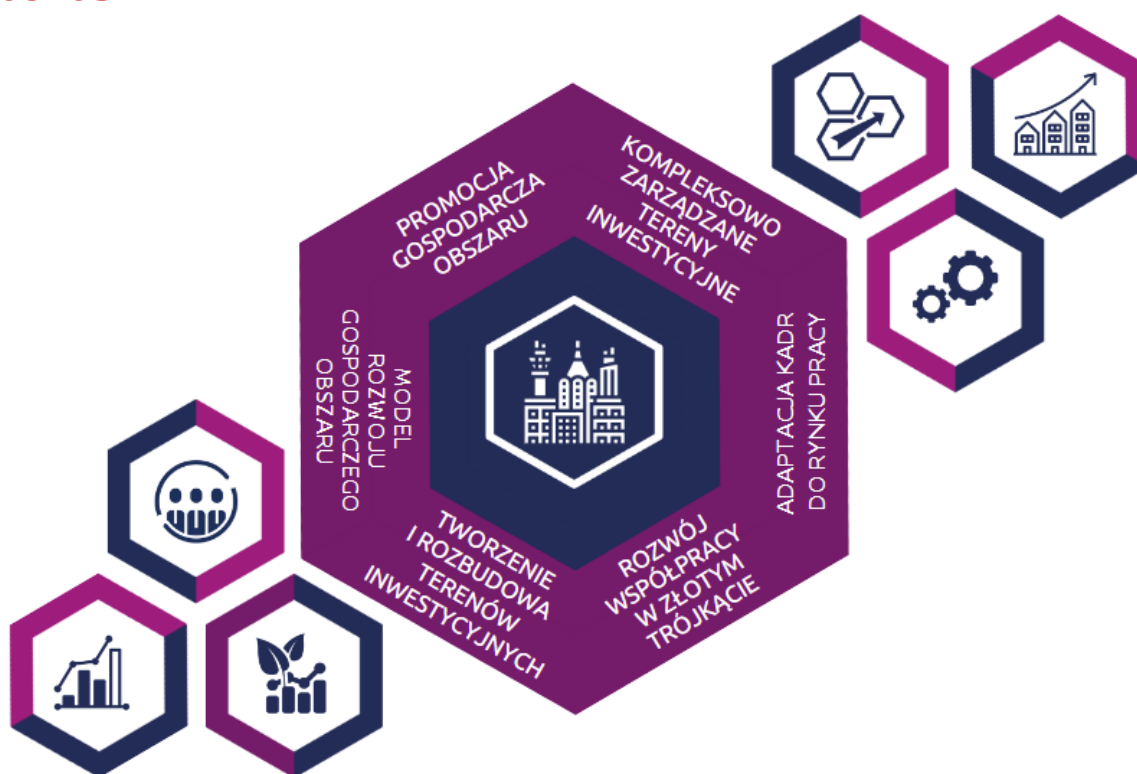 PROMOCJA
GOSPODARCZA
OBSZARU
KOMPLEKSOWO
ZARZĄDZANE
TERENY
INWESTYCYJNE
ADAPTACJA KADR
DO RYNKU PRACY
ROZWÓJ
WSPÓŁPRACY
W ZŁOTYM
TRÓJKĄCIE
TWORZENIE
I ROZBUDOWA
TERENÓW
INWESTYCYJNYCH
MODEL
ROZWOJU
GOSPODARCZEGO
OBSZARU